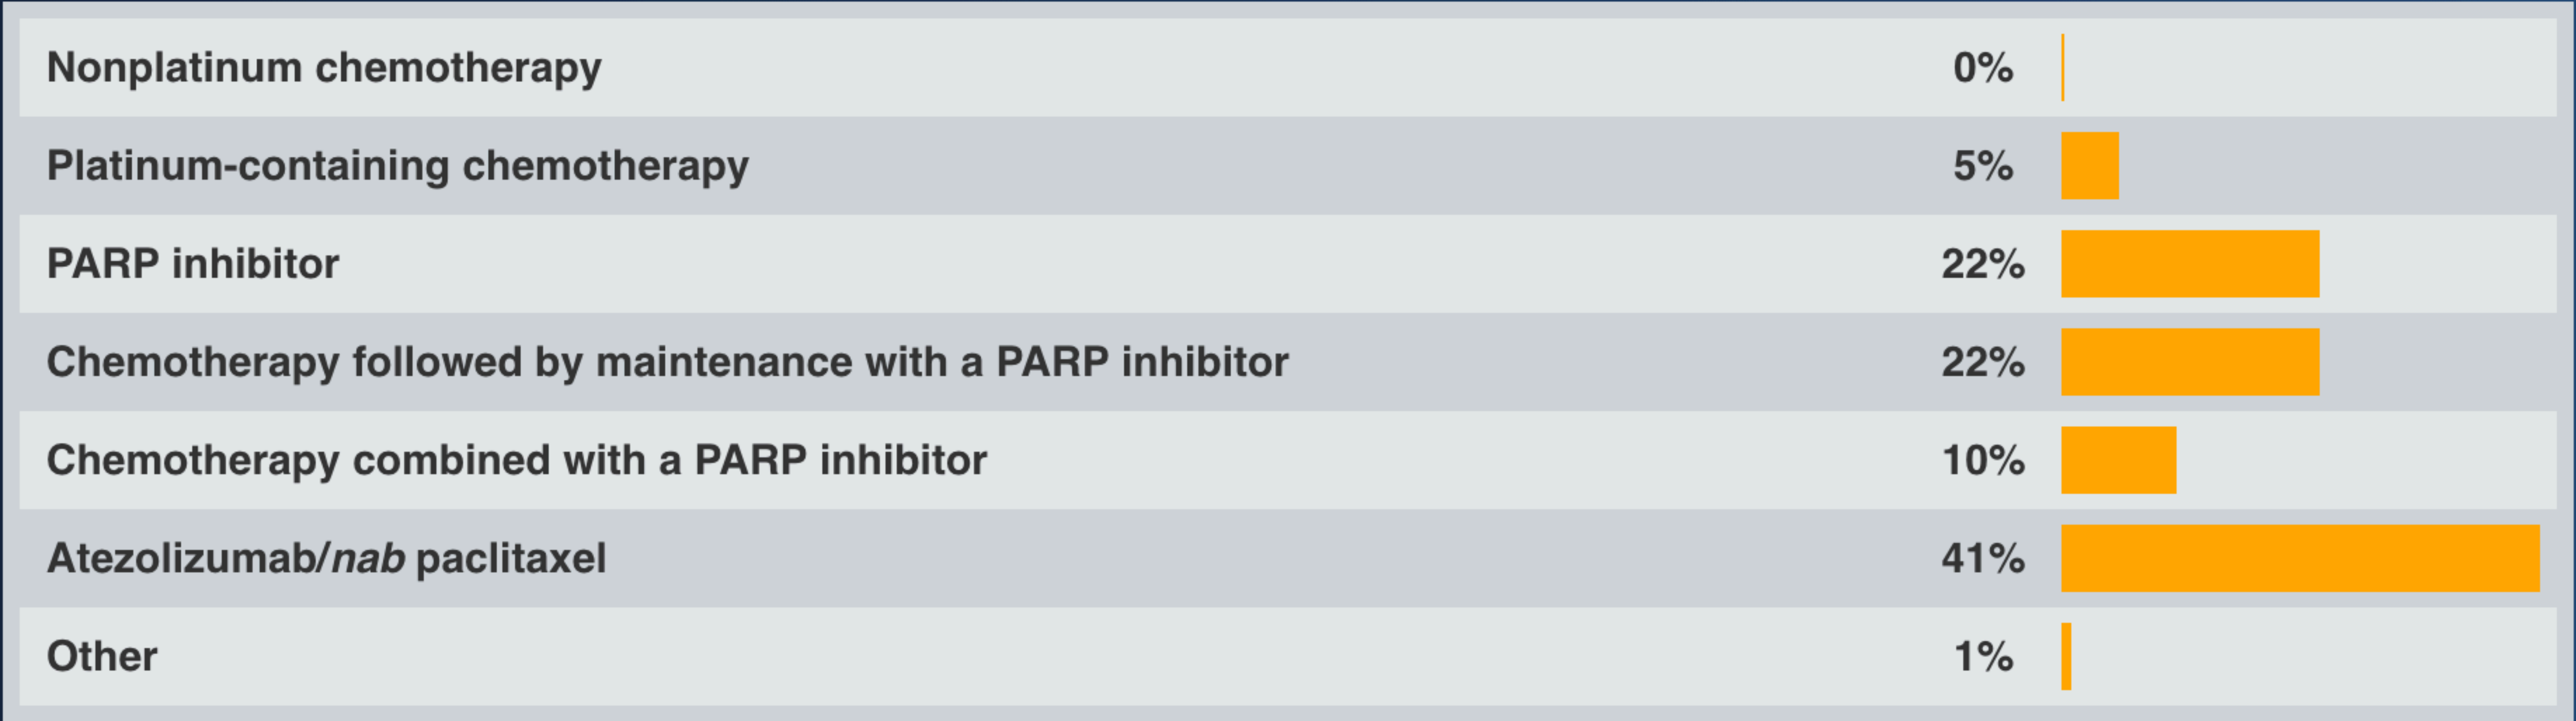 Nonplatinum chemotherapy 0%
Platinum-containing chemotherapy 5%
PARP inhibitor 22%
Chemotherapy followed by maintenance with a PARP inhibitor 22%
Chemotherapy combined with a PARP inhibitor 10%
Atezolizumab/nab paclitaxel 41%
Other 1%